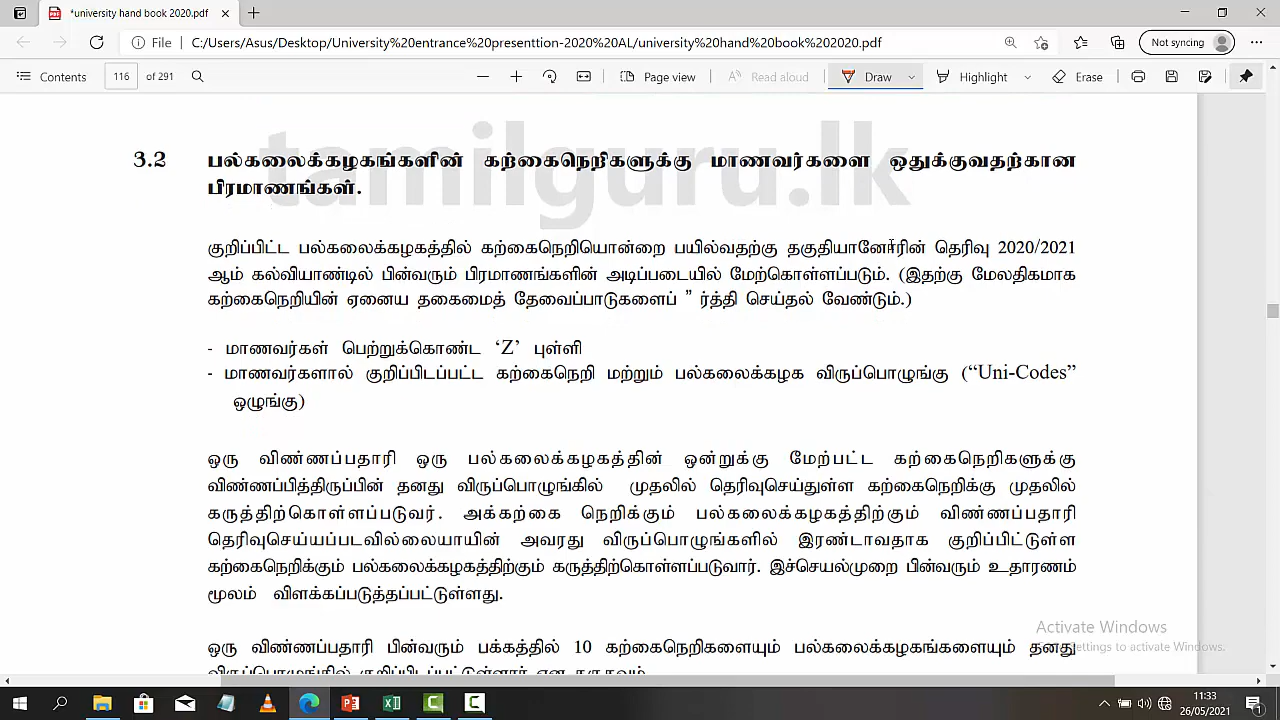 *university hand book 2020.pdf
File
C:/Users/Asus/Desktop/University%20entrance%20presenttion-2020%20AL/university%20hand%20book%202020.pdf
Not syncing
Contents
116 of 291
Page view
Read aloud
Draw
Highlight
Erase
tamilguru.lk
3.2 பல்கலைக்கழகங்களின் கற்கைநெறிகளுக்கு மாணவர்களை ஒதுக்குவதற்கான
பிரமாணங்கள்.
குறிப்பிட்ட பல்கலைக்கழகத்தில் கற்கைநெறியொன்றை பயில்வதற்கு தகுதியானோரின் தெரிவு 2020/2021
ஆம் கல்வியாண்டில் பின்வரும் பிரமாணங்களின் அடிப்படையில் மேற்கொள்ளப்படும். (இதற்கு மேலதிகமாக
கற்கைநெறியின் ஏனைய தகைமைத் தேவைப்பாடுகளைப் ” ர்த்தி செய்தல் வேண்டும்.)
- மாணவர்கள் பெற்றுக்கொண்ட ‘Z’ புள்ளி
- மாணவர்களால் குறிப்பிடப்பட்ட கற்கைநெறி மற்றும் பல்கலைக்கழக விருப்பொழுங்கு (“Uni-Codes”
ஒழுங்கு)
ஒரு விண்ணப்பதாரி ஒரு பல்கலைக்கழகத்தின் ஒன்றுக்கு மேற்பட்ட கற்கைநெறிகளுக்கு
விண்ணப்பித்திருப்பின் தனது விருப்பொழுங்கில் முதலில் தெரிவுசெய்துள்ள கற்கைநெறிக்கு முதலில்
கருத்திற்கொள்ளப்படுவர். அக்கற்கை நெறிக்கும் பல்கலைக்கழகத்திற்கும் விண்ணப்பதாரி
தெரிவுசெய்யப்படவில்லையாயின் அவரது விருப்பொழுங்களில் இரண்டாவதாக குறிப்பிட்டுள்ள
கற்கைநெறிக்கும் பல்கலைக்கழகத்திற்கும் கருத்திற்கொள்ளப்படுவார். இச்செயல்முறை பின்வரும் உதாரணம்
மூலம் விளக்கப்படுத்தப்பட்டுள்ளது.
ஒரு விண்ணப்பதாரி பின்வரும் பக்கத்தில் 10 கற்கைநெறிகளையும் பல்கலைக்கழகங்களையும் தனது
Activate Windows
Settings to activate Windows.
11:33
26/05/2021